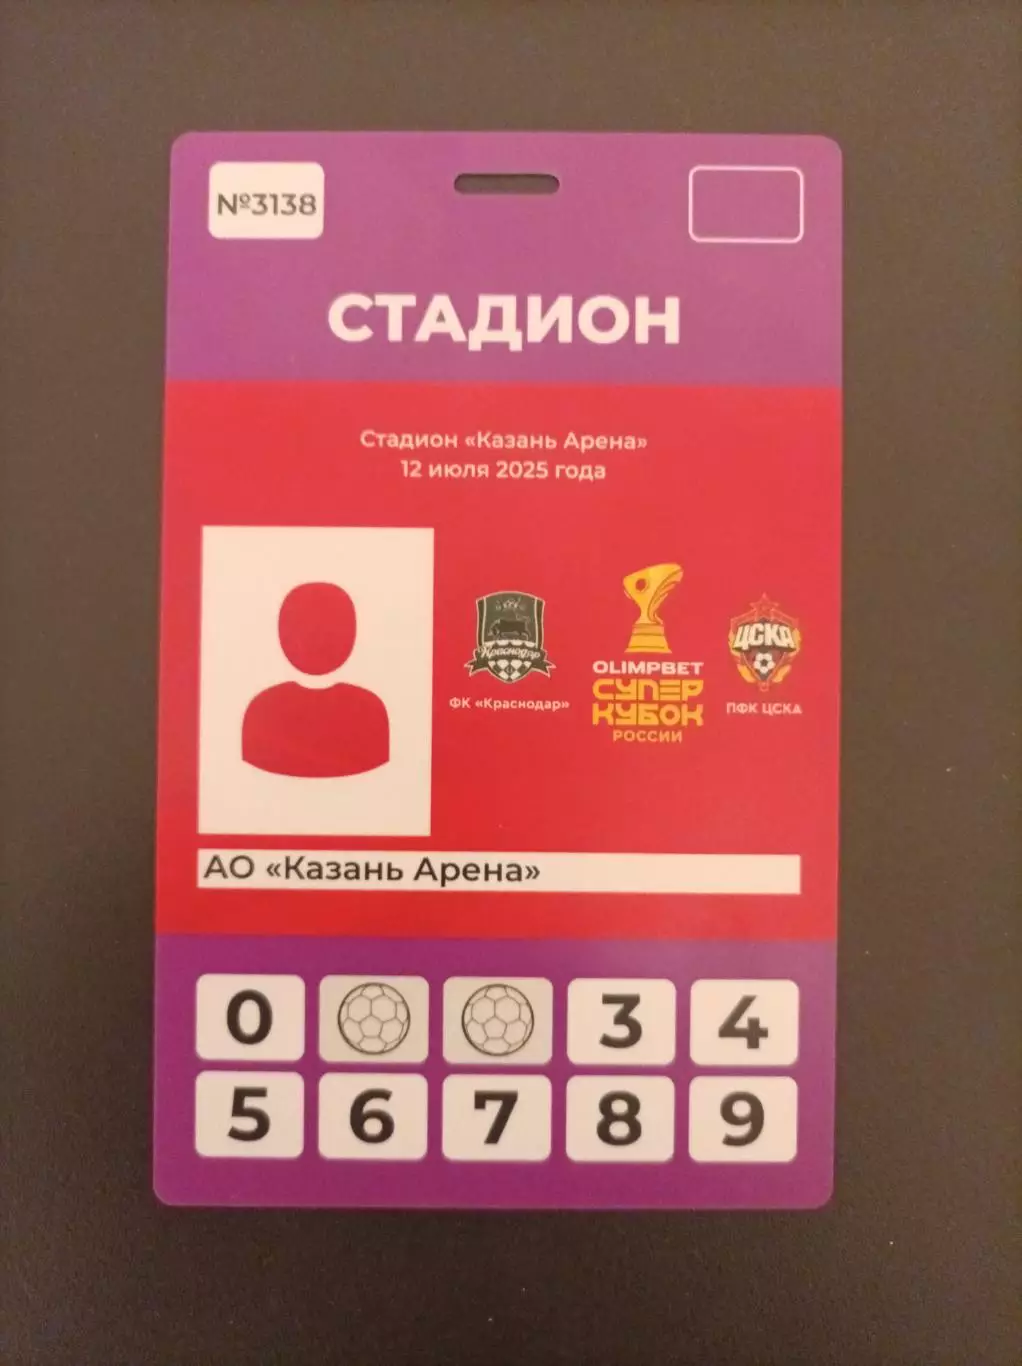 №3138
СТАДИОН
Стадион «Казань Арена»
12 июля 2025 года
Краснодар
ФК «Краснодар»
OLIMPBET
СУПЕР
КУБОК
РОССИИ
ЦСКА
ПФК ЦСКА
АО «Казань Арена»
0 3 4
5 6 7 8 9